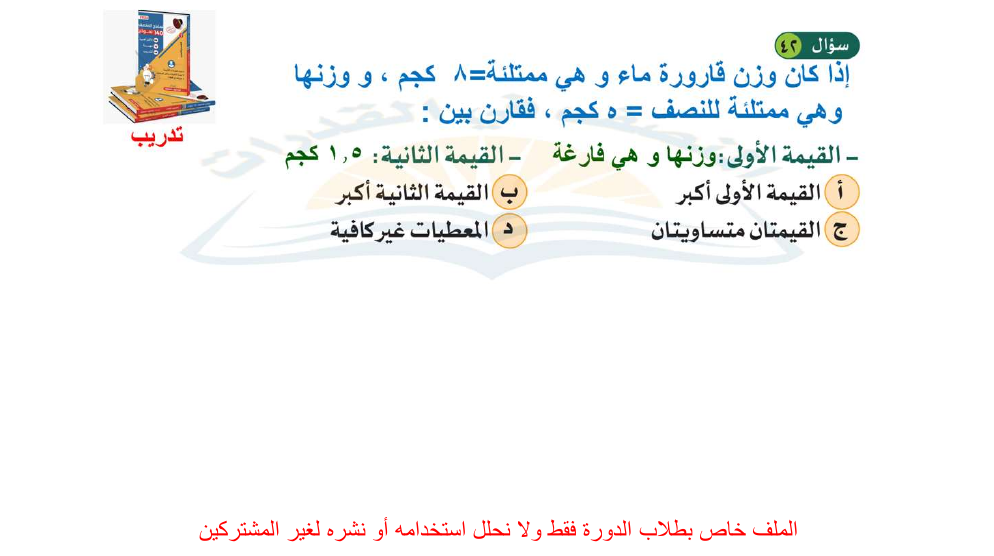 سؤال ٤٢
إذا كان وزن قارورة ماء و هي ممتلئة=٨ كجم ، و وزنها
وهي ممتلئة للنصف = ٥ كجم ، فقارن بين :
تدريب
– القيمة الأولى:وزنها و هي فارغة – القيمة الثانية: ١,٥ كجم
أ القيمة الأولى أكبر ب القيمة الثانية أكبر
ج القيمتان متساويتان د المعطيات غير كافية
الملف خاص بطلاب الدورة فقط ولا نحلل استخدامه أو نشره لغير المشتركين